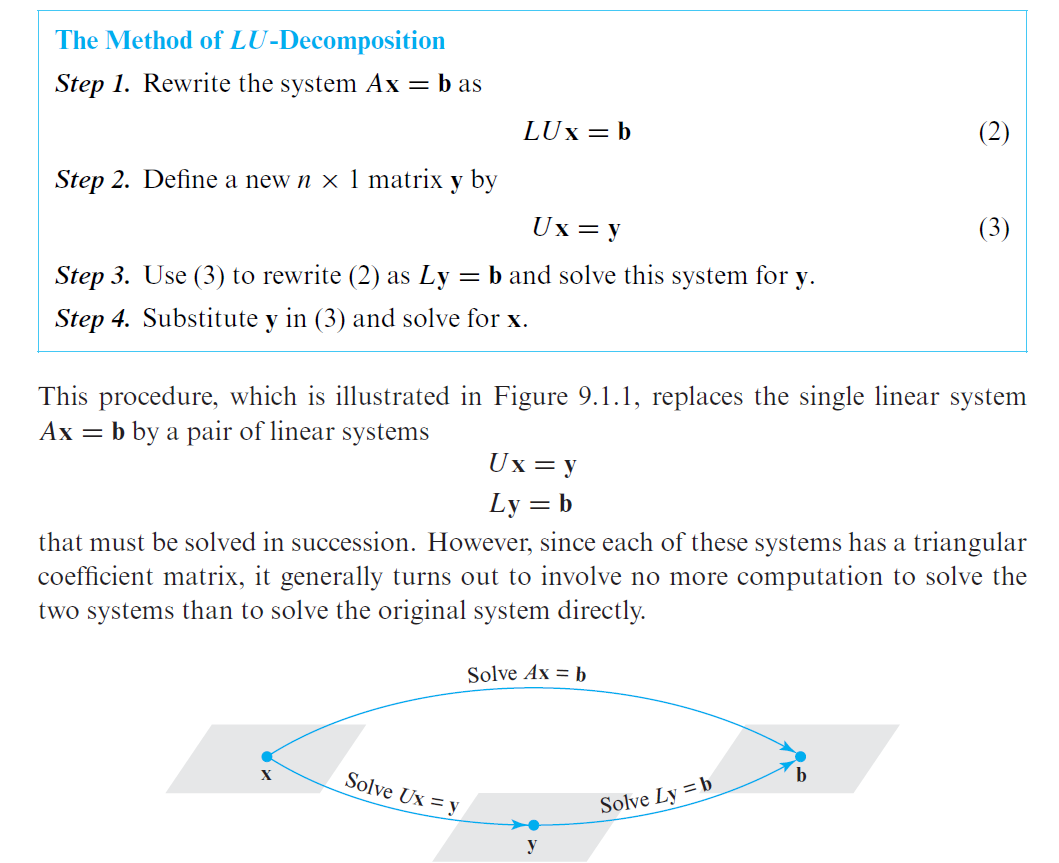 The Method of LU-Decomposition
Step 1. Rewrite the system Ax = b as
LUx = b (2)
Step 2. Define a new n × 1 matrix y by
Ux = y (3)
Step 3. Use (3) to rewrite (2) as Ly = b and solve this system for y.
Step 4. Substitute y in (3) and solve for x.
This procedure, which is illustrated in Figure 9.1.1, replaces the single linear system
Ax = b by a pair of linear systems
Ux = y
Ly = b
that must be solved in succession. However, since each of these systems has a triangular
coefficient matrix, it generally turns out to involve no more computation to solve the
two systems than to solve the original system directly.
Solve Ax = b
x
b
Solve Ux = y
Solve Ly = b
y